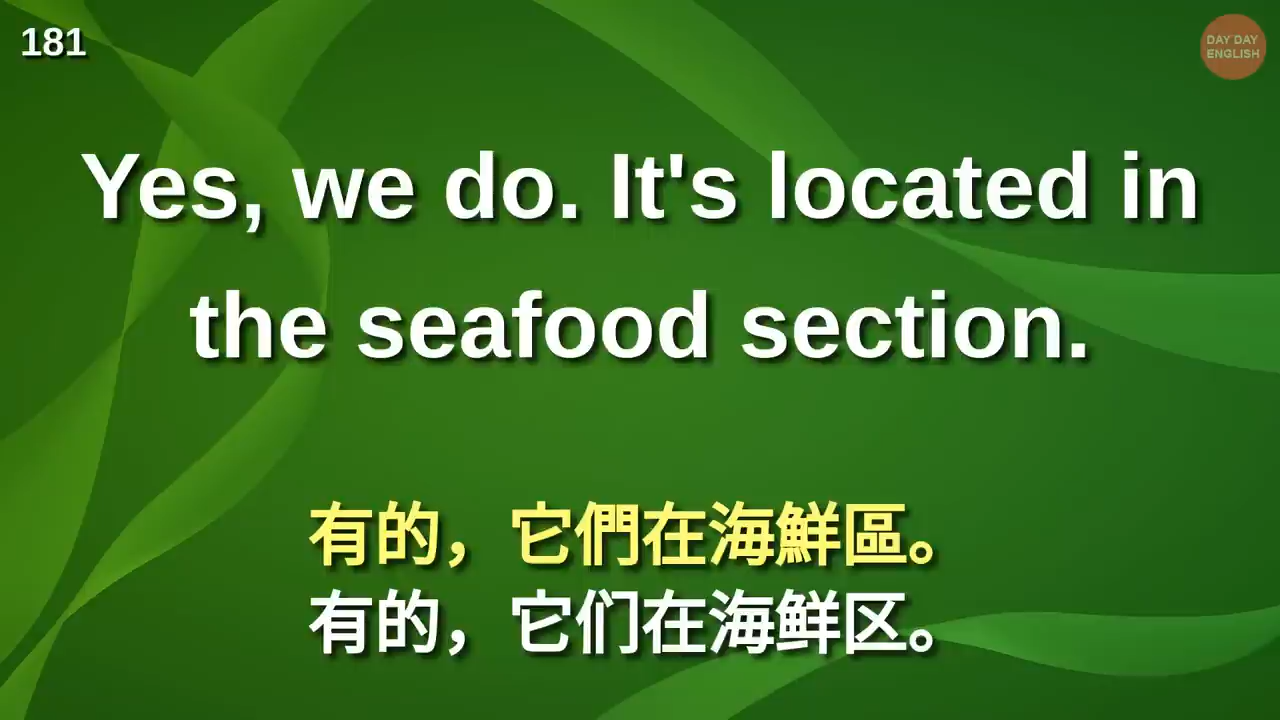 181
DAY DAY
ENGLISH
Yes, we do. It's located in
the seafood section.
有的，它們在海鮮區。
有的，它们在海鲜区。